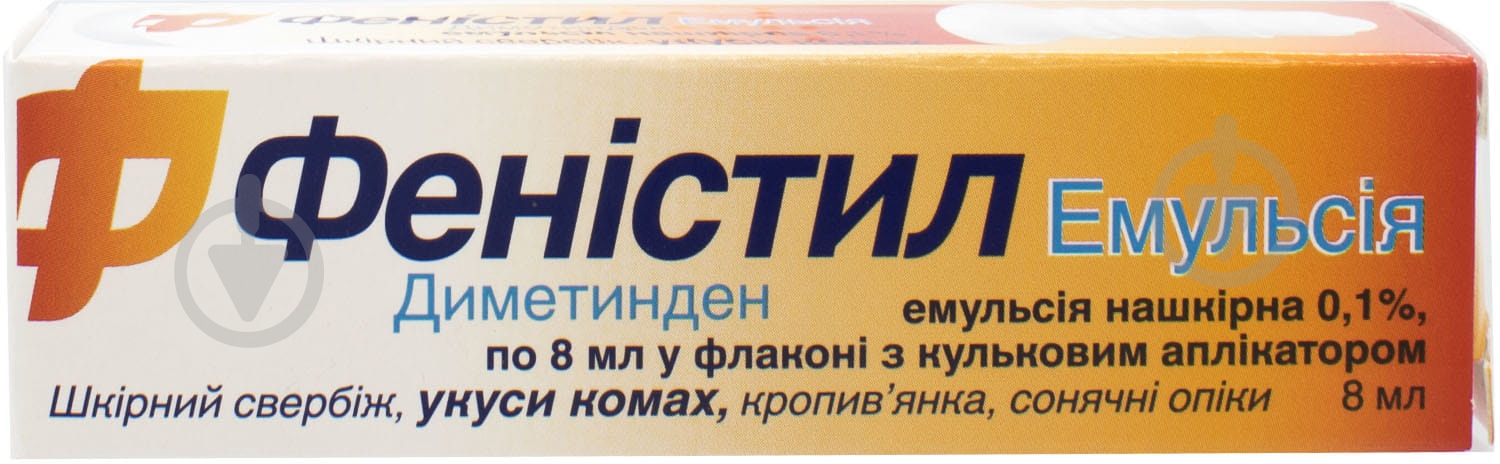 Феністил Емульсія
Феністил Емульсія
Диметинден
емульсія нашкірна 0,1%,
по 8 мл у флаконі з кульковим аплікатором
Шкірний свербіж, укуси комах, кропив’янка, сонячні опіки 8 мл